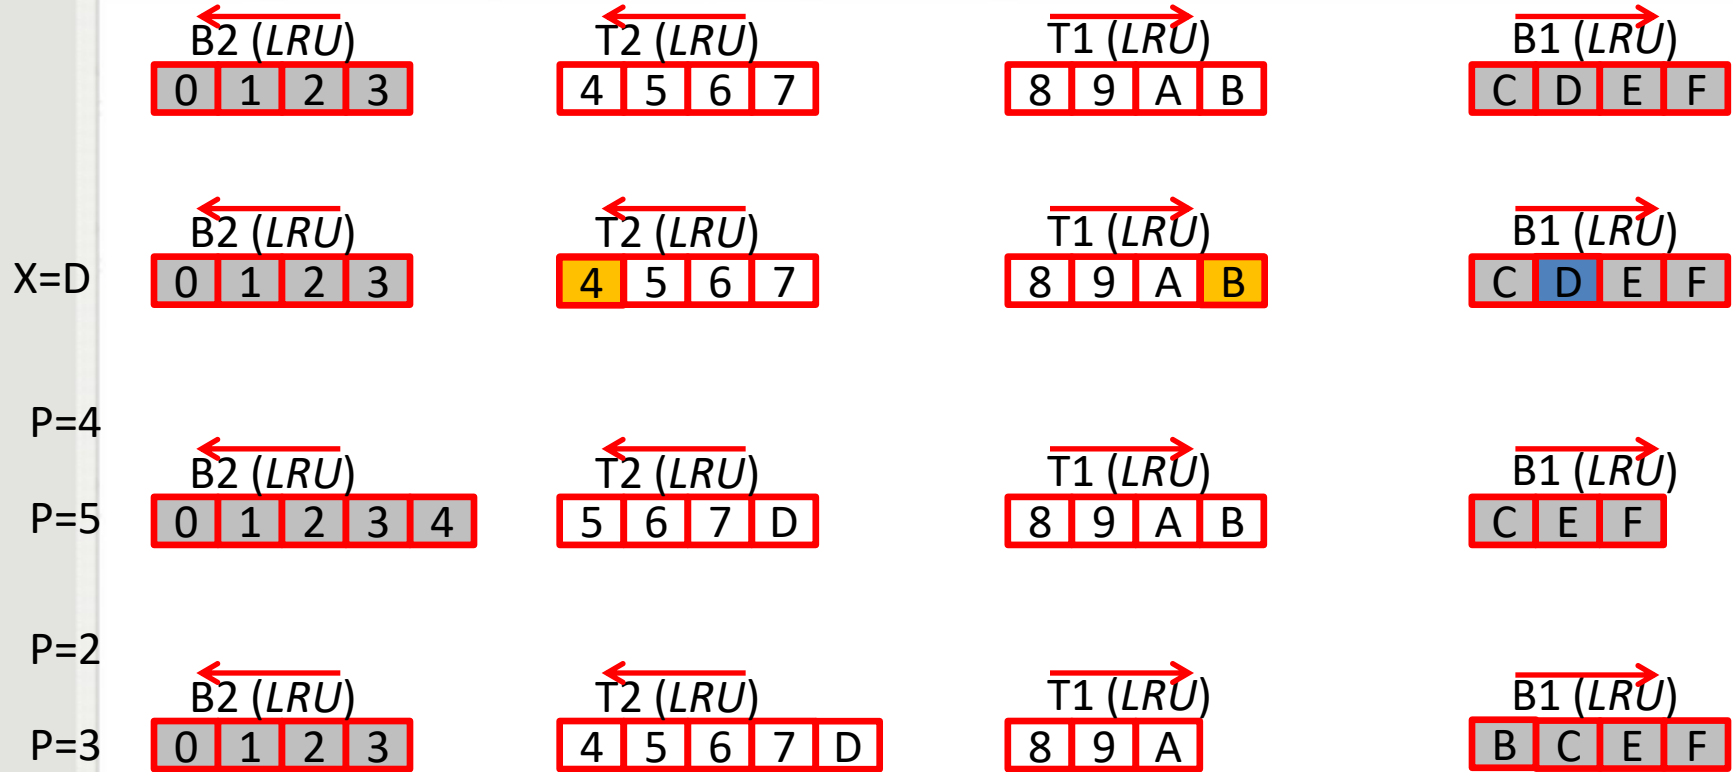 B2 (LRU) T2 (LRU) T1 (LRU) B1 (LRU)
0 1 2 3 4 5 6 7 8 9 A B C D E F
B2 (LRU) T2 (LRU) T1 (LRU) B1 (LRU)
X=D 0 1 2 3 4 5 6 7 8 9 A B C D E F
P=4
B2 (LRU) T2 (LRU) T1 (LRU) B1 (LRU)
P=5 0 1 2 3 4 5 6 7 D 8 9 A B C E F
P=2
B2 (LRU) T2 (LRU) T1 (LRU) B1 (LRU)
P=3 0 1 2 3 4 5 6 7 D 8 9 A B C E F